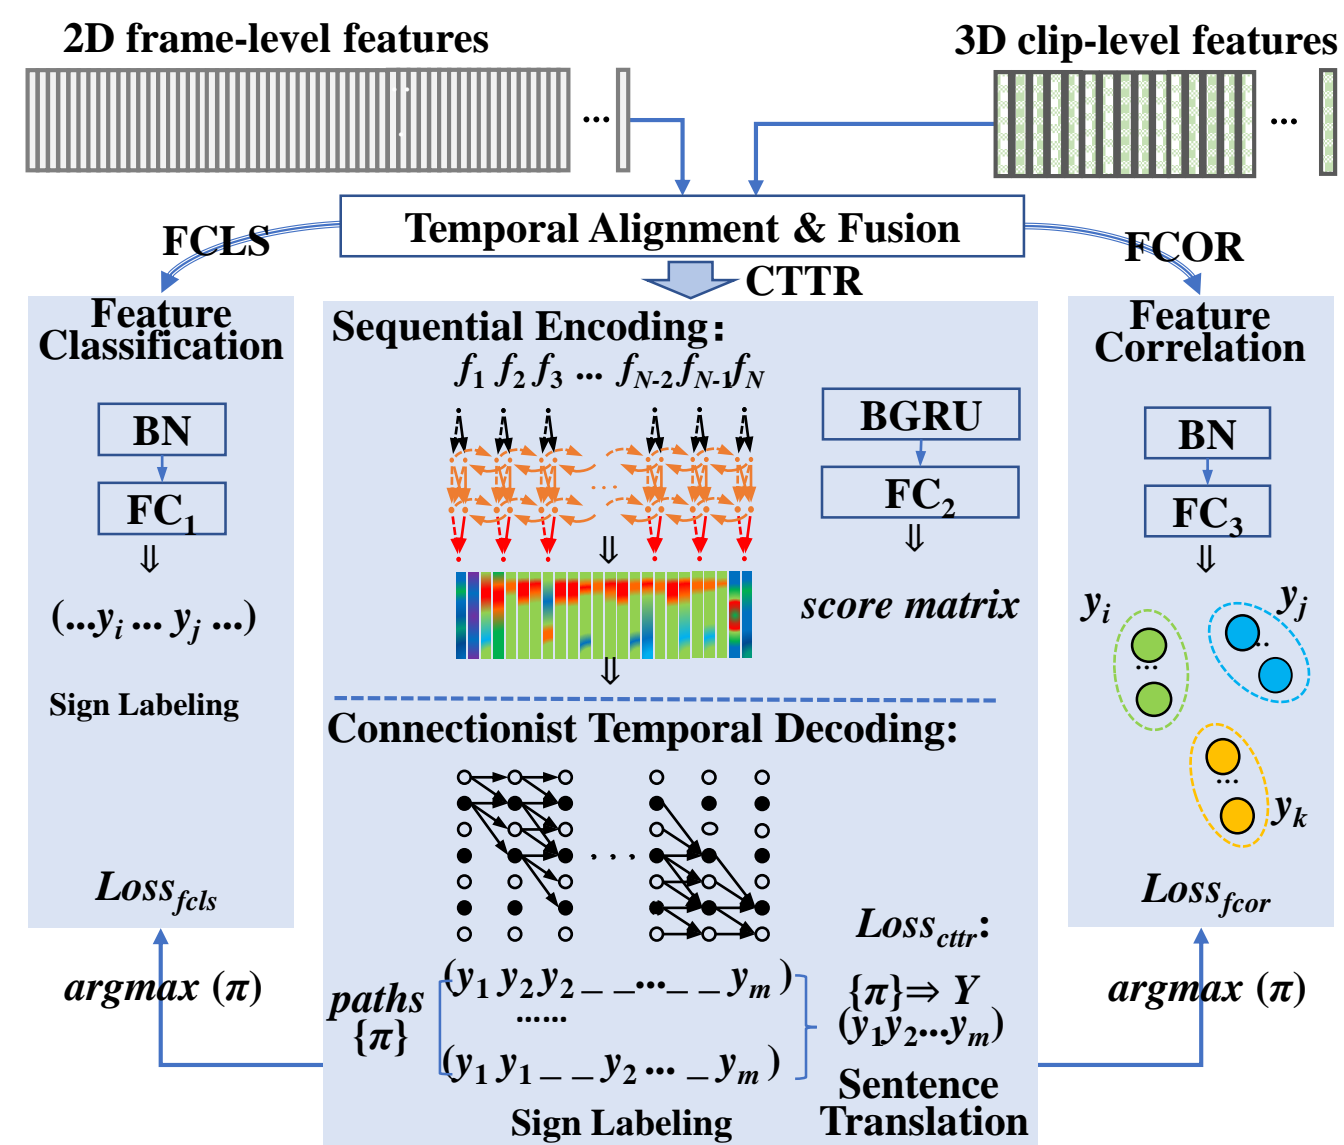 2D frame-level features
3D clip-level features
...
...
Temporal Alignment & Fusion
FCLS
CTTR
FCOR
Feature
Classification
BN
FC1
⇓
(...yi ... yj ...)
Sign Labeling
Lossfcls
argmax (π)
Sequential Encoding:
f1 f2 f3 ... fN-2 fN-1 fN
...
⇓
BGRU
FC2
⇓
score matrix
⇓
Connectionist Temporal Decoding:
...
paths
{π}
(y1 y2 y2 _ _ ... _ _ ym)
......
(y1 y1 _ _ y2 ... _ ym)
Sign Labeling
Losscttr:
{π}⇒ Y
(y1y2...ym)
Sentence
Translation
Feature
Correlation
BN
FC3
⇓
yi
...
yj
..
...
yk
Lossfcor
argmax (π)